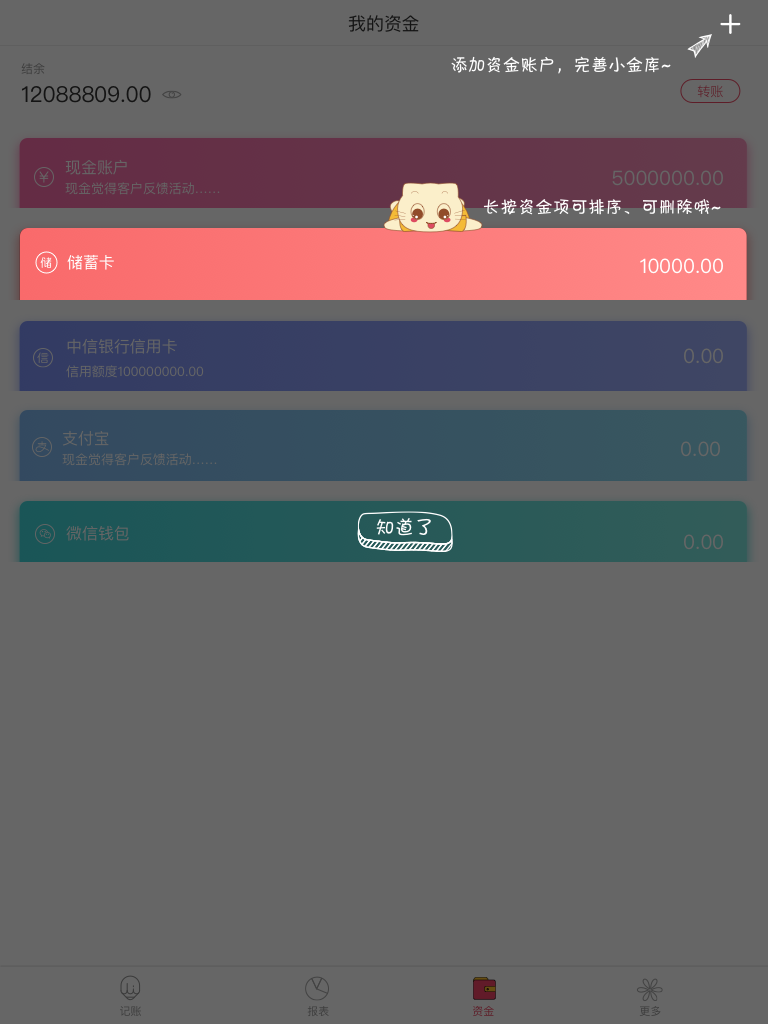 我的资金
添加资金账户，完善小金库~
结余
12088809.00
转账
¥
现金账户
现金觉得客户反馈活动……
5000000.00
长按资金项可排序、可删除哦~
储
储蓄卡
10000.00
信
中信银行信用卡
信用额度100000000.00
0.00
支
支付宝
现金觉得客户反馈活动……
0.00
微信钱包
知道了
0.00
记账
报表
资金
更多